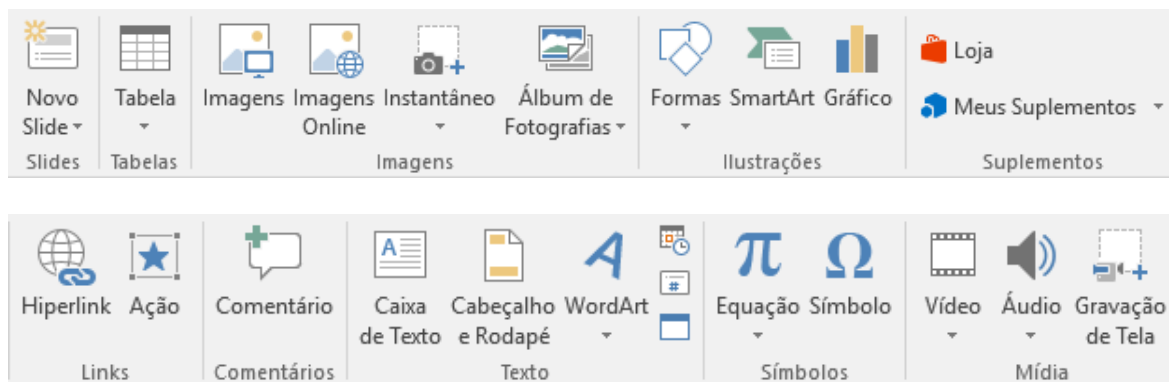 Novo Slide
Tabela
Imagens
Imagens Online
Instantâneo
Álbum de Fotografias
Formas
SmartArt
Gráfico
Loja
Meus Suplementos
Slides
Tabelas
Imagens
Ilustrações
Suplementos
Hiperlink
Ação
Comentário
Caixa de Texto
Cabeçalho e Rodapé
WordArt
#
π
Equação
Ω
Símbolo
Vídeo
Áudio
Gravação de Tela
Links
Comentários
Texto
Símbolos
Mídia